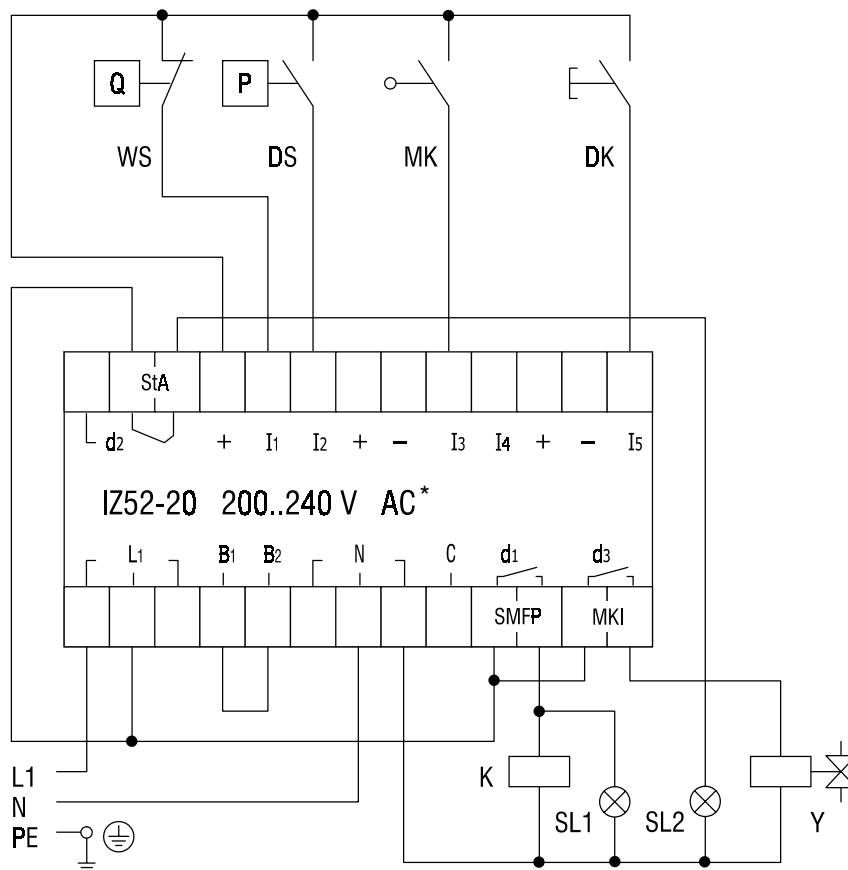 Q P
WS DS MK DK
StA
d2 + I1 I2 + – I3 I4 + – I5
IZ52-20 200..240 V AC*
L1 B1 B2 N C d1 d3
SMFP MKI
L1
N
PE
K
SL1 SL2 Y